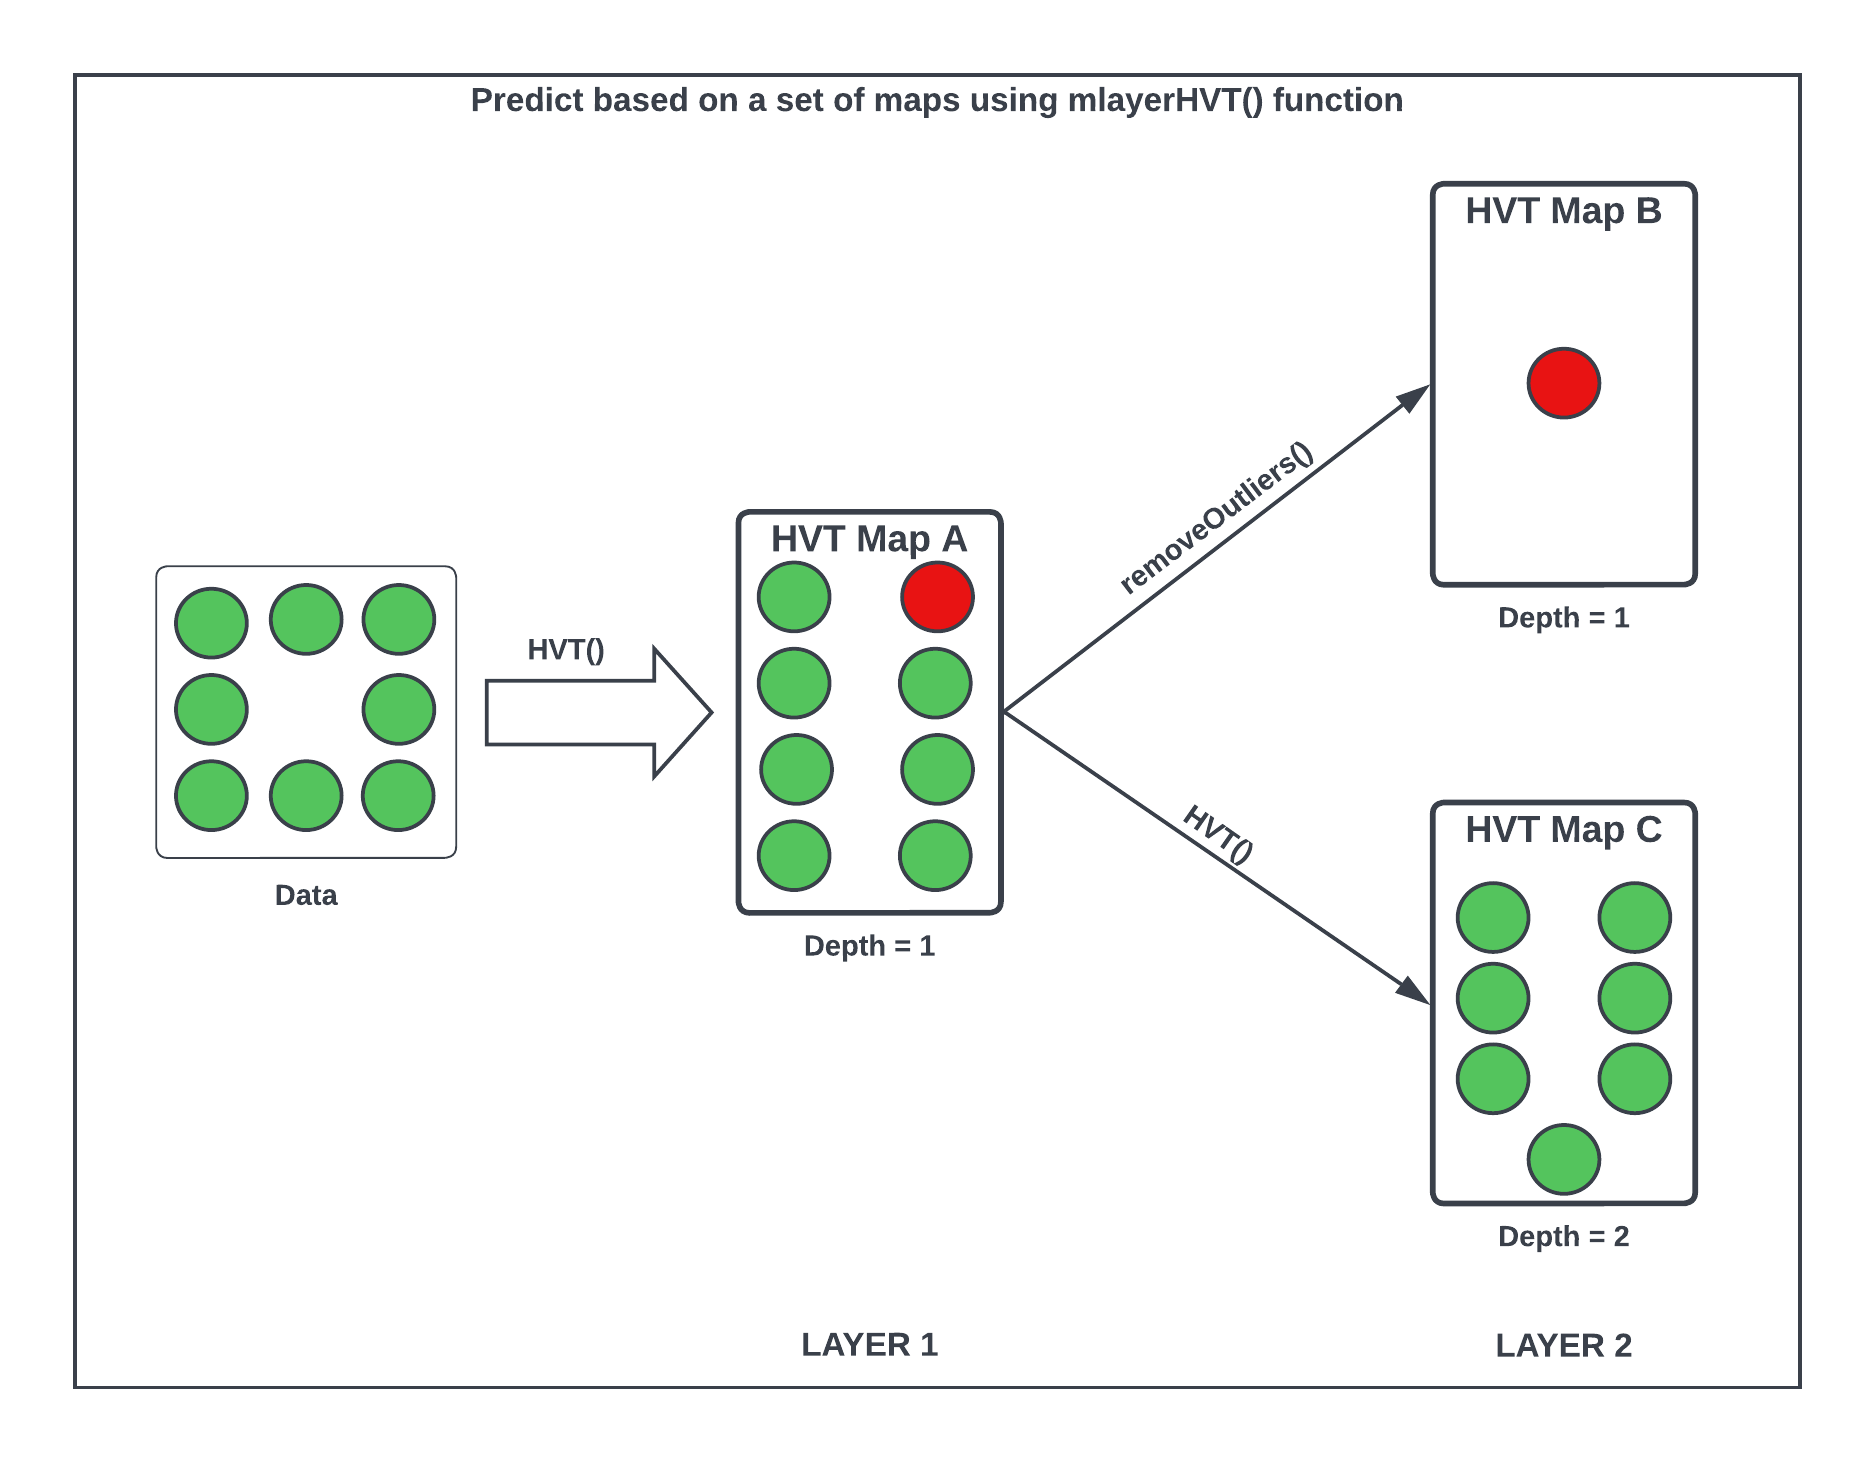 Predict based on a set of maps using mlayerHVT() function
HVT Map B
Depth = 1
removeOutliers()
HVT Map A
Depth = 1
HVT()
Data
HVT()
HVT Map C
Depth = 2
LAYER 1
LAYER 2